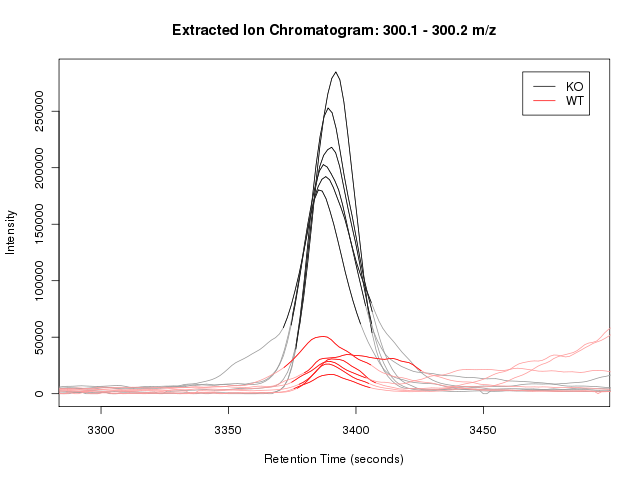 Extracted Ion Chromatogram: 300.1 - 300.2 m/z
KO
WT
Intensity
250000
200000
150000
100000
50000
0
3300 3350 3400 3450
Retention Time (seconds)